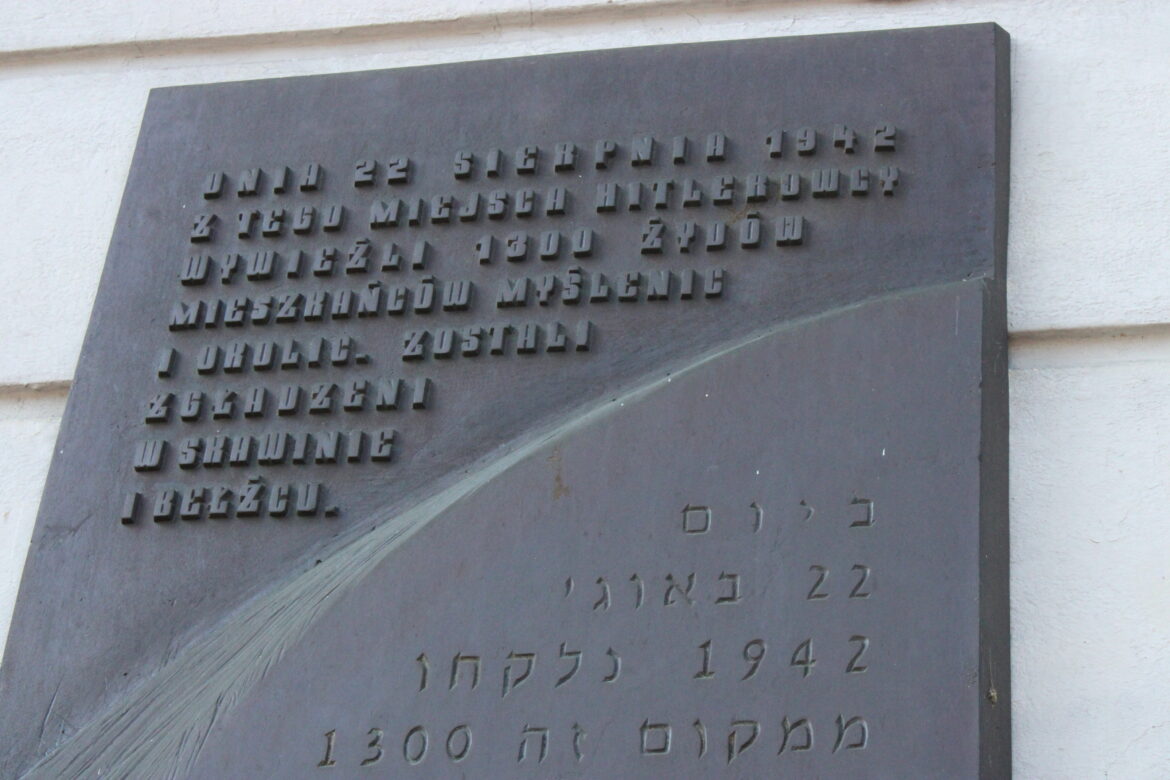 DNIA 22 SIERPNIA 1942
Z TEGO MIEJSCA HITLEROWCY
WYWIEŹLI 1300 ŻYDÓW
MIESZKAŃCÓW MYŚLENIC
I OKOLIC. ZOSTALI
ZGŁADZENI
W SKAWINIE
I BEŁŻCU.
ביום
22 באוגי
1942 נלקחו
ממקום זה 1300